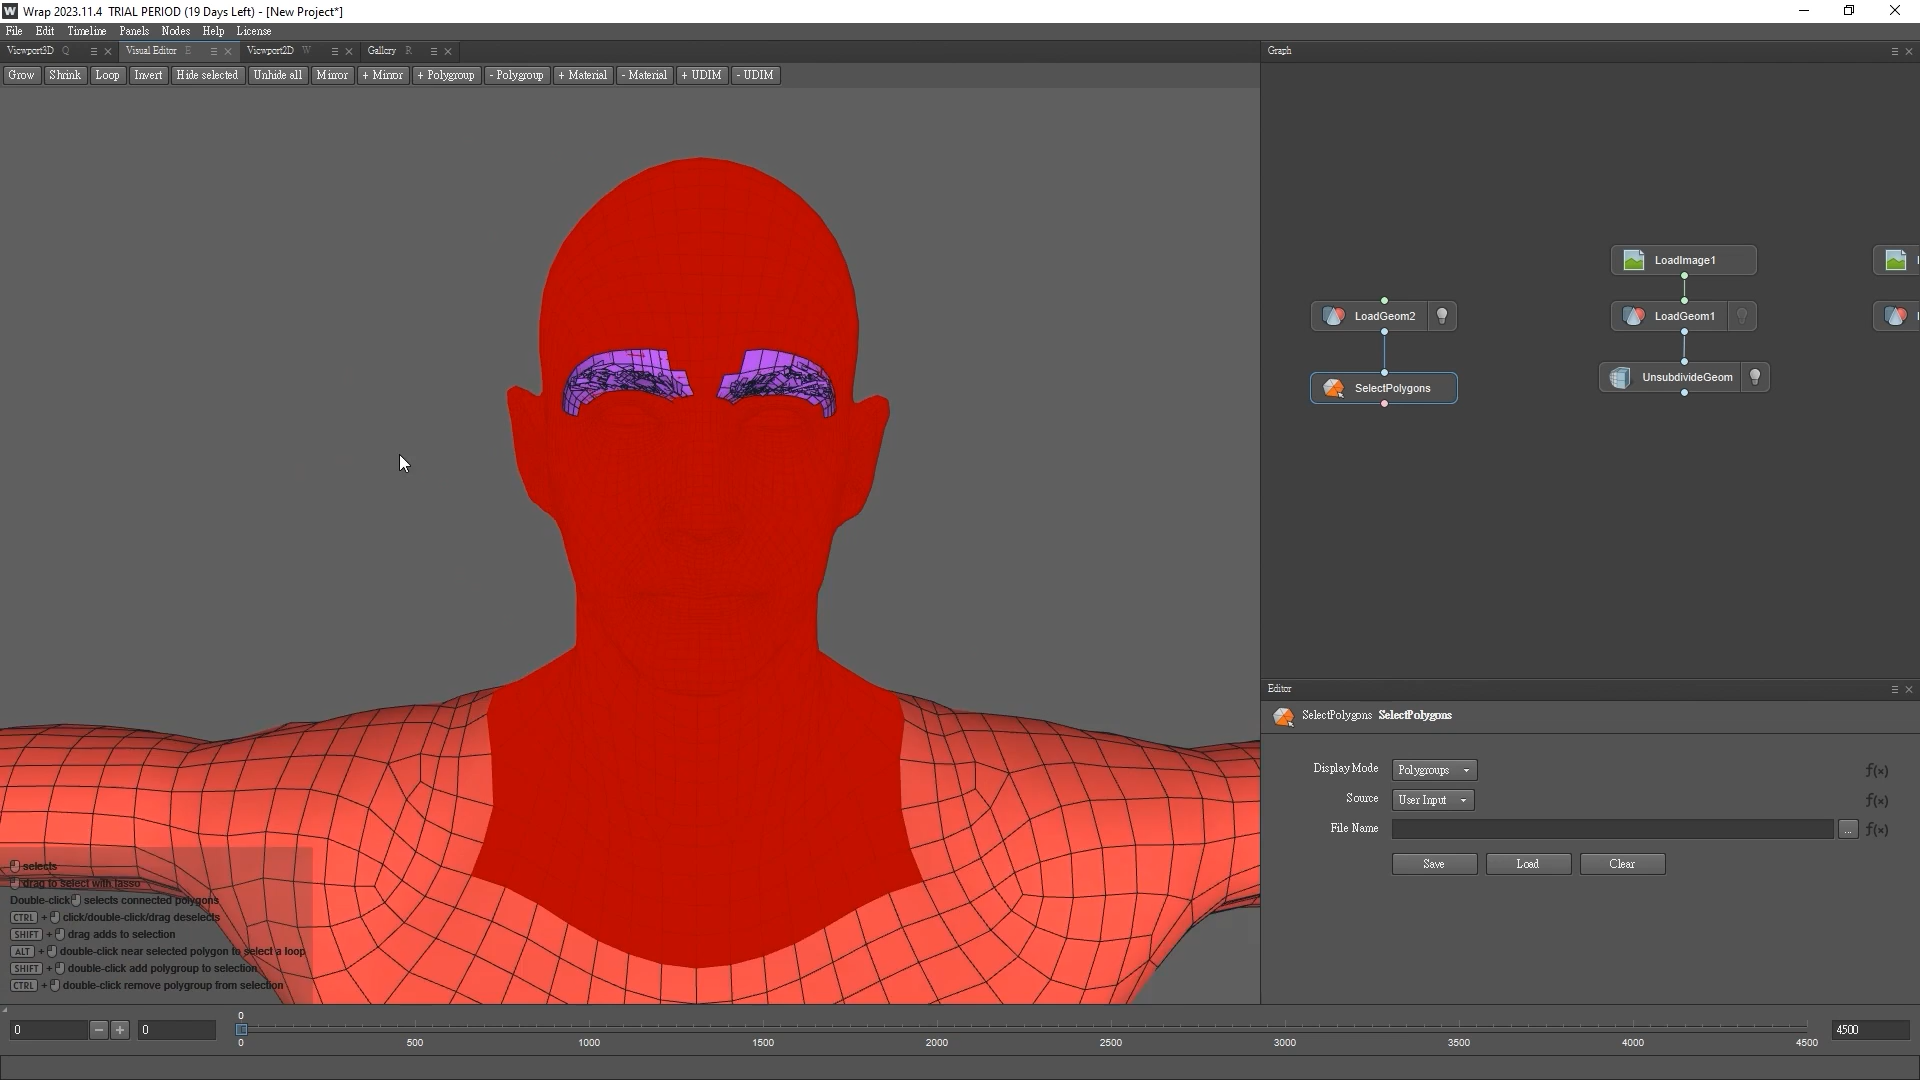 Wrap 2023.11.4  TRIAL PERIOD (19 Days Left) - [New Project*]
File Edit Timeline Panels Nodes Help License
Viewport3D Q Visual Editor E Viewport2D W Gallery R Graph
Grow Shrink Loop Invert Hide selected Unhide all Mirror + Mirror + Polygroup - Polygroup + Material - Material + UDIM - UDIM
LoadImage1
LoadGeom2 LoadGeom1
SelectPolygons UnsubdivideGeom
Editor
SelectPolygons SelectPolygons
Display Mode Polygroups f(x)
Source User Input f(x)
File Name ... f(x)
Save Load Clear
selects
drag to select with lasso
Double-click selects connected polygons
CTRL + click/double-click/drag deselects
SHIFT + drag adds to selection
ALT + double-click near selected polygon to select a loop
SHIFT + double-click add polygroup to selection
CTRL + double-click remove polygroup from selection
0
0 − + 0 4500
0 500 1000 1500 2000 2500 3000 3500 4000 4500